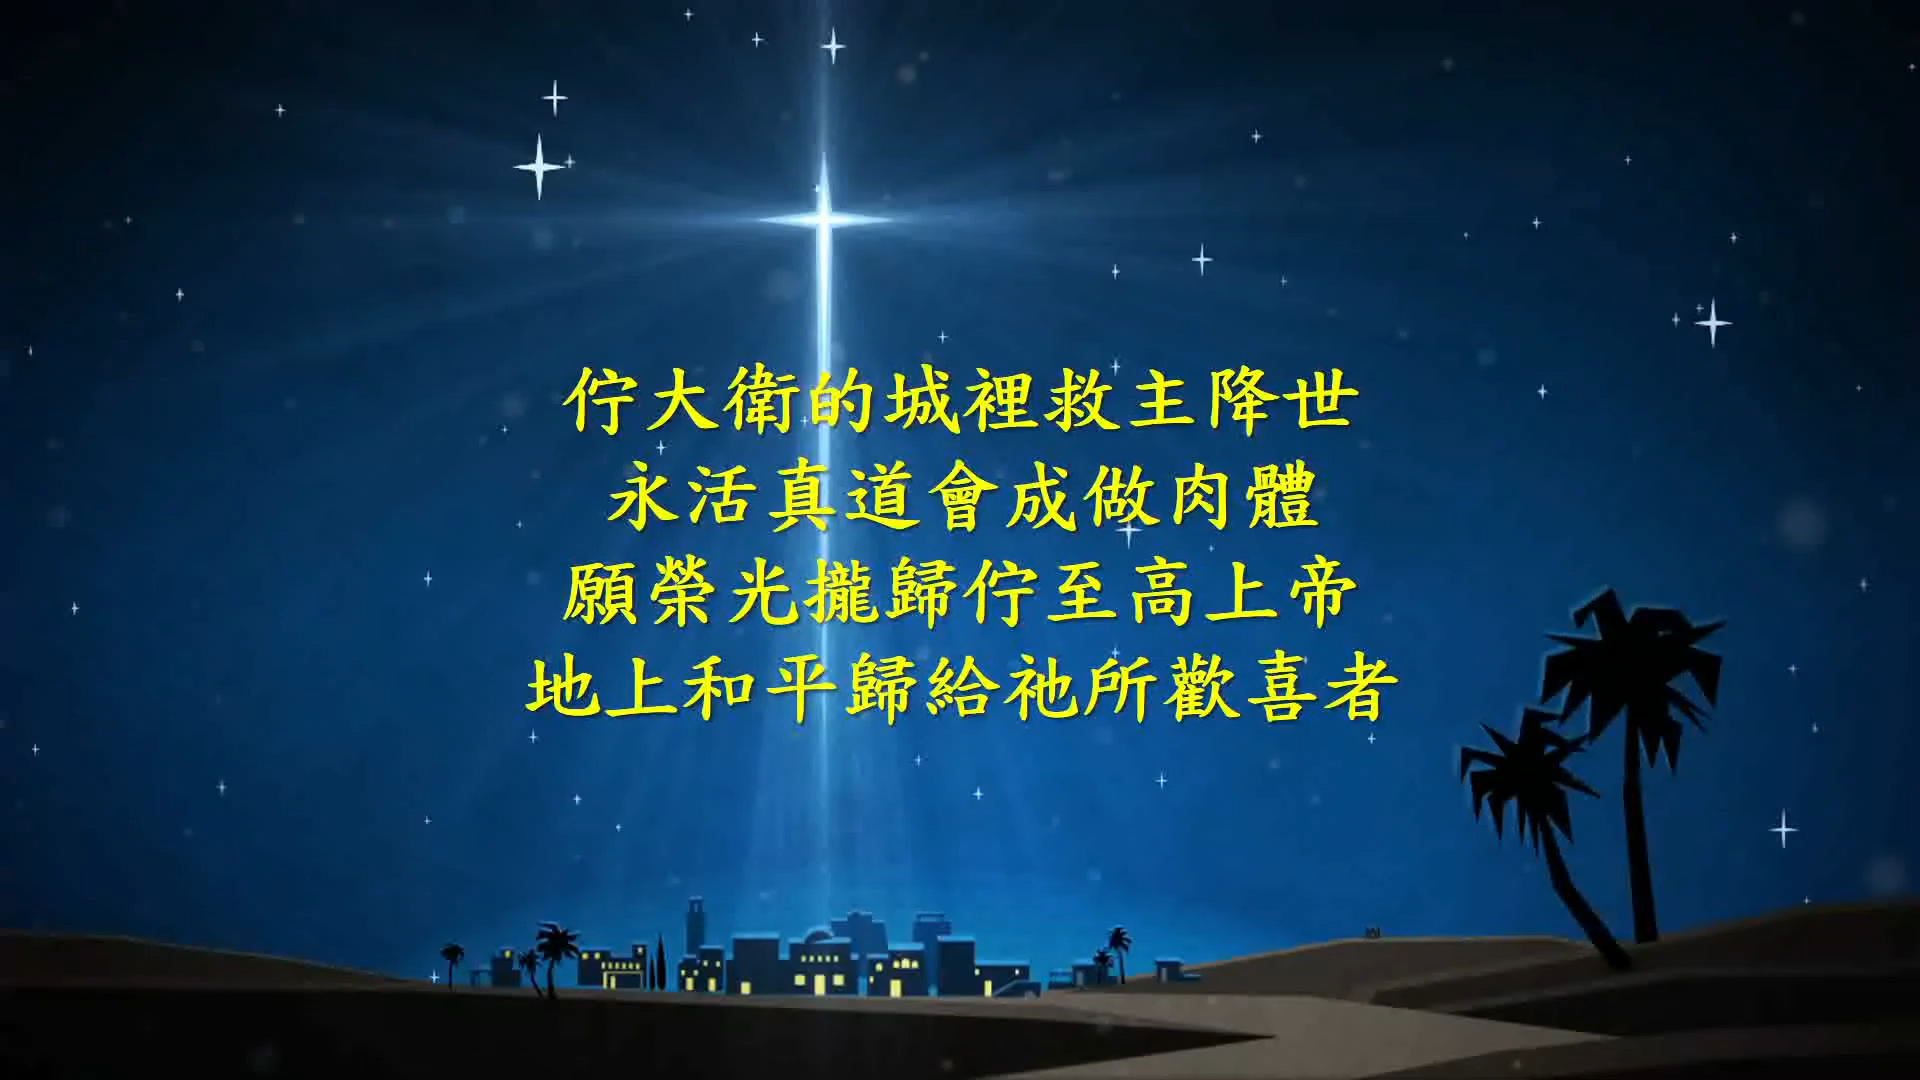 佇大衛的城裡救主降世
永活真道會成做肉體
願榮光攏歸佇至高上帝
地上和平歸給祂所歡喜者